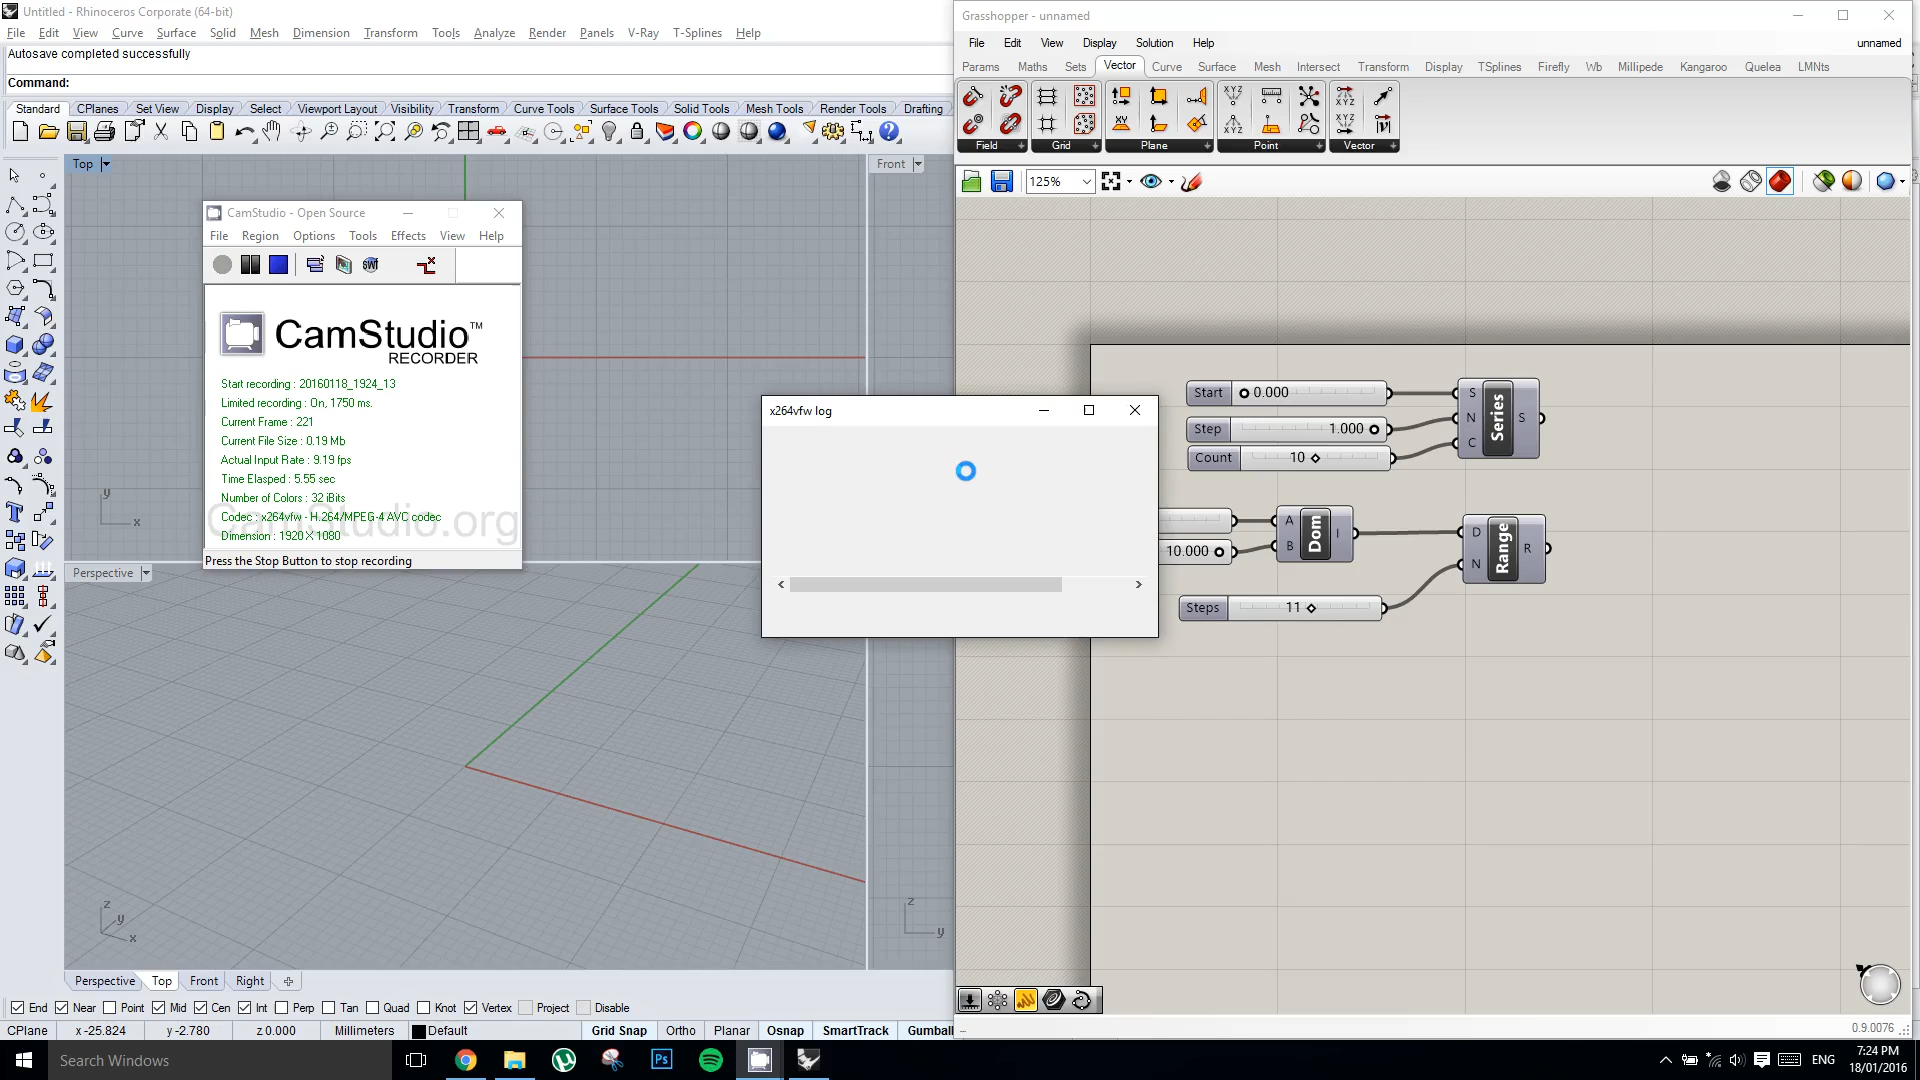 Untitled - Rhinoceros Corporate (64-bit)
File Edit View Curve Surface Solid Mesh Dimension Transform Tools Analyze Render Panels V-Ray T-Splines Help
Autosave completed successfully
Command:
Standard CPlanes Set View Display Select Viewport Layout Visibility Transform Curve Tools Surface Tools Solid Tools Mesh Tools Render Tools Drafting
Top
Front
CamStudio - Open Source
File Region Options Tools Effects View Help
SWF
CamStudio™
RECORDER
Start recording : 20160118_1924_13
Limited recording : On, 1750 ms.
Current Frame : 221
Current File Size : 0.19 Mb
Actual Input Rate : 9.19 fps
Time Elasped : 5.55 sec
Number of Colors : 32 iBits
Codec : x264vfw - H.264/MPEG-4 AVC codec
Dimension : 1920 X 1080
CamStudio.org
Press the Stop Button to stop recording
y
x
Perspective
z
y
x
z
y
x264vfw log
Perspective Top Front Right
End Near Point Mid Cen Int Perp Tan Quad Knot Vertex Project Disable
CPlane x -25.824 y -2.780 z 0.000 Millimeters Default Grid Snap Ortho Planar Osnap SmartTrack Gumball
Grasshopper - unnamed
File Edit View Display Solution Help
unnamed
Params Maths Sets Vector Curve Surface Mesh Intersect Transform Display TSplines Firefly Wb Millipede Kangaroo Quelea LMNts
XY
XYZ
XYZ
XYZ
XYZ
Field Grid Plane Point Vector
125%
Start 0.000
Step 1.000
Count 10
S
N
C
Series
S
10.000
A
B
Dom
I
D
N
Range
R
Steps 11
0.9.0076
Search Windows
Ps
ENG
7:24 PM
18/01/2016